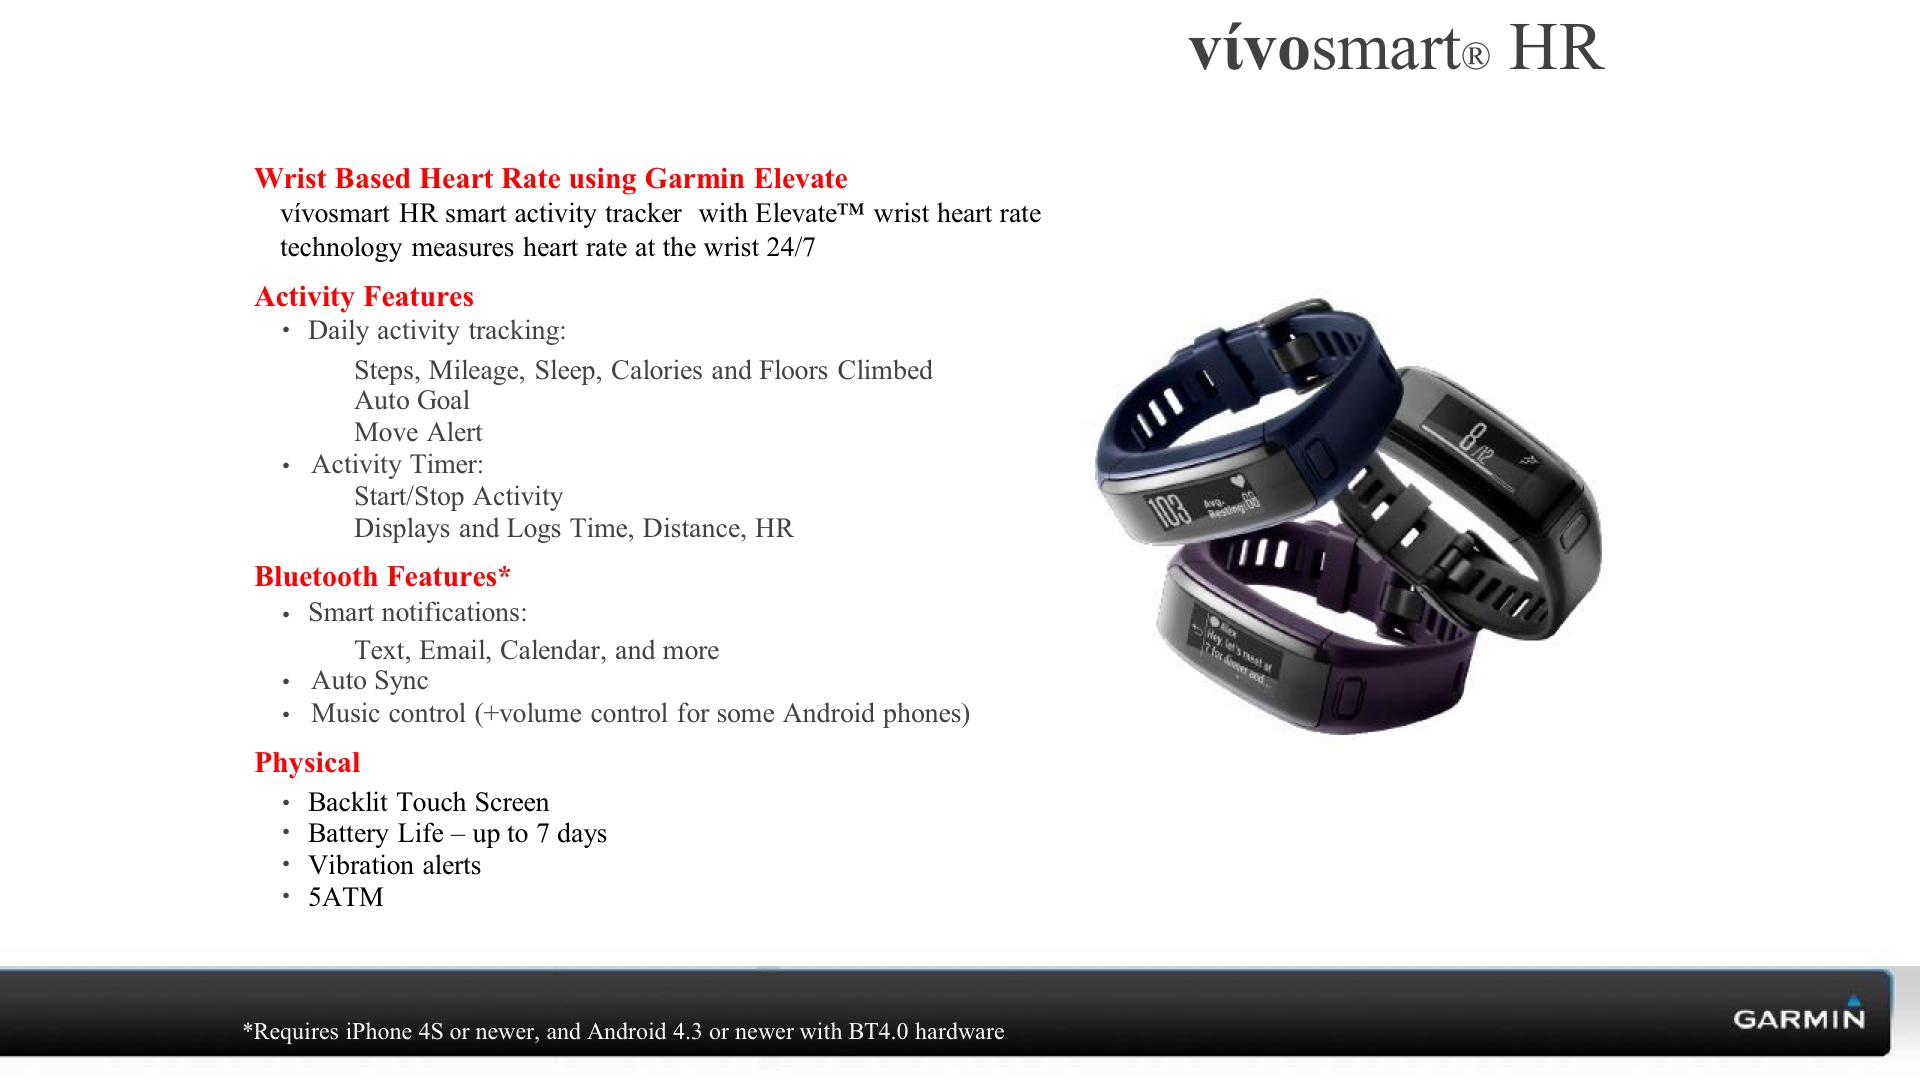 vívosmart® HR
Wrist Based Heart Rate using Garmin Elevate
vívosmart HR smart activity tracker with Elevate™ wrist heart rate
technology measures heart rate at the wrist 24/7
Activity Features
• Daily activity tracking:
Steps, Mileage, Sleep, Calories and Floors Climbed
Auto Goal
Move Alert
• Activity Timer:
Start/Stop Activity
Displays and Logs Time, Distance, HR
Bluetooth Features*
• Smart notifications:
Text, Email, Calendar, and more
• Auto Sync
• Music control (+volume control for some Android phones)
Physical
• Backlit Touch Screen
• Battery Life – up to 7 days
• Vibration alerts
• 5ATM
8/12
103
Avg.
Resting:
Alex
Hey, let's meet at
7 for dinner and...
*Requires iPhone 4S or newer, and Android 4.3 or newer with BT4.0 hardware
GARMIN